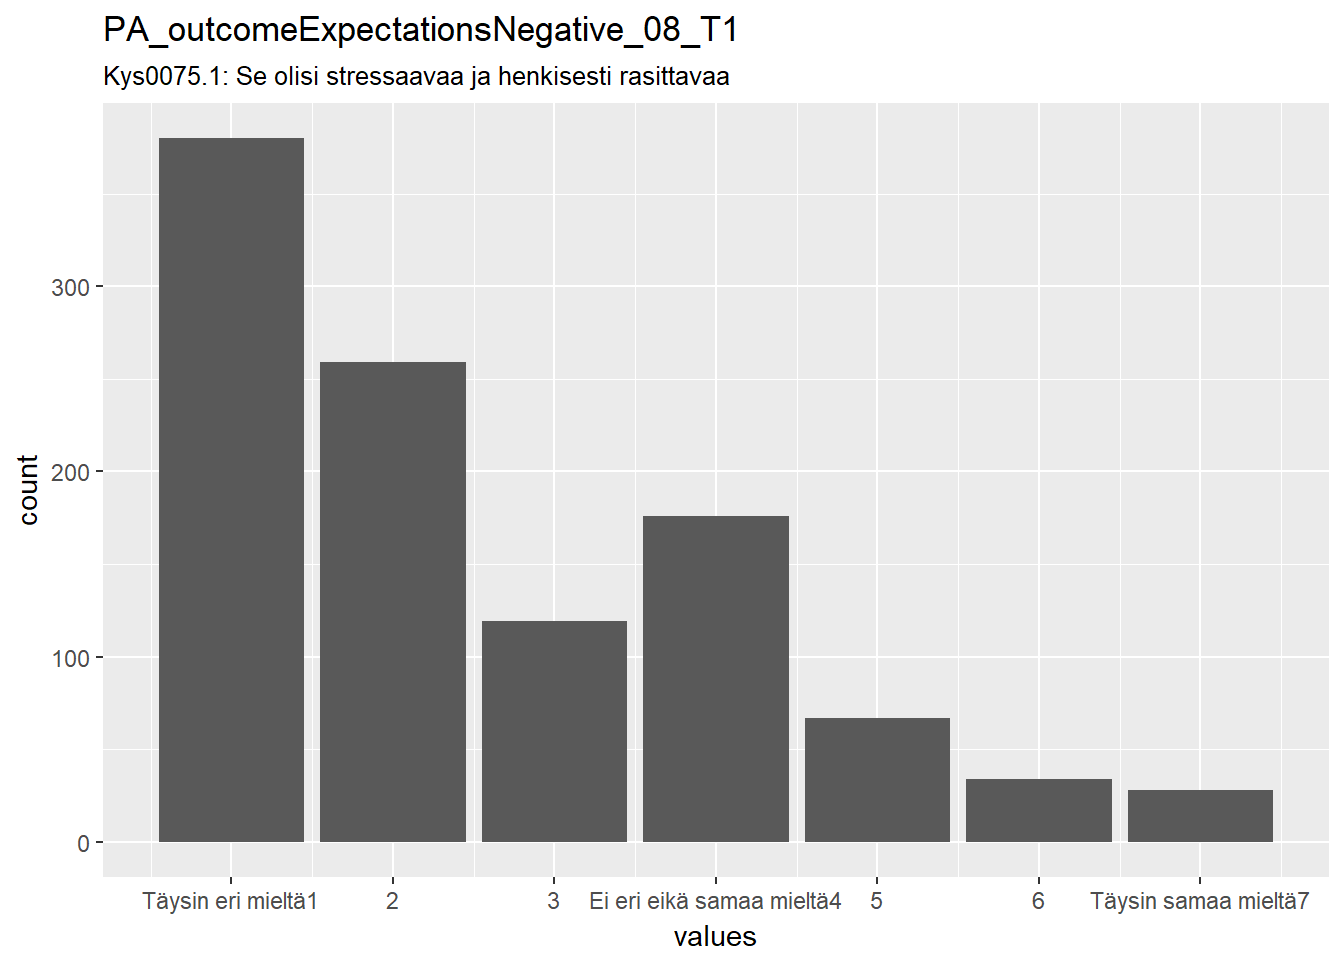 PA_outcomeExpectationsNegative_08_T1
Kys0075.1: Se olisi stressaavaa ja henkisesti rasittavaa
count
300
200
100
0
Täysin eri mieltä1 2 3 Ei eri eikä samaa mieltä4 5 6 Täysin samaa mieltä7
values